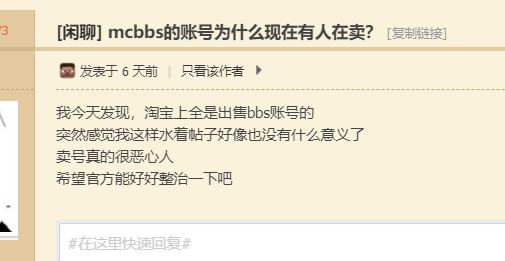 [闲聊] mcbbs的账号为什么现在有人在卖？ [复制链接]
发表于 6 天前 | 只看该作者
我今天发现，淘宝上全是出售bbs账号的
突然感觉我这样水着帖子好像也没有什么意义了
卖号真的很恶心人
希望官方能好好整治一下吧
#在这里快速回复#